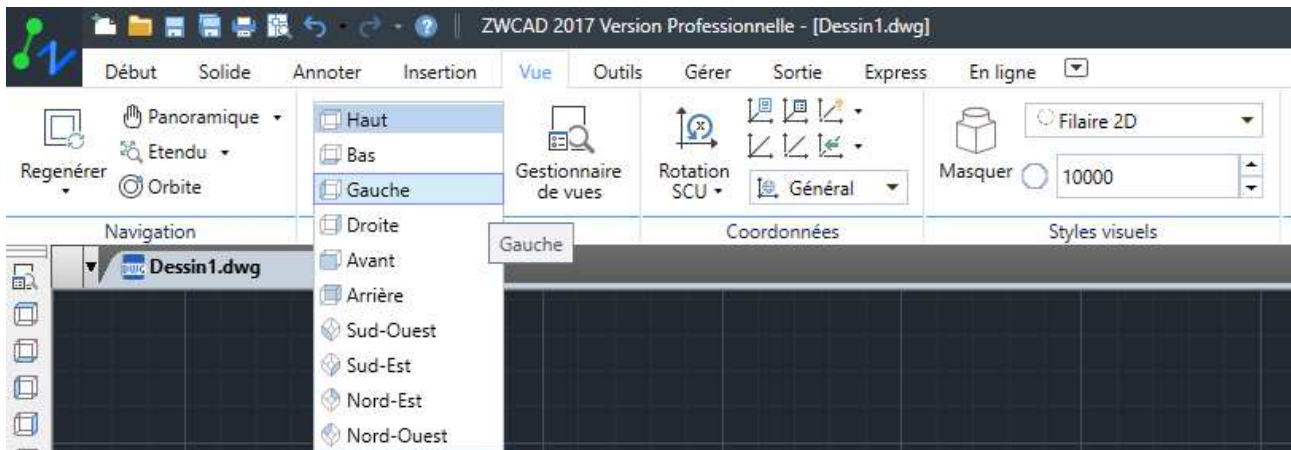 ZWCAD 2017 Version Professionnelle - [Dessin1.dwg]
Début Solide Annoter Insertion Vue Outils Gérer Sortie Express En ligne
Regenérer
Panoramique
Etendu
Orbite
Navigation
Haut
Bas
Gauche
Droite
Avant
Arrière
Sud-Ouest
Sud-Est
Nord-Est
Nord-Ouest
Gestionnaire
de vues
Gauche
Rotation
SCU
Général
Coordonnées
Masquer
Filaire 2D
10000
Styles visuels
DWG Dessin1.dwg